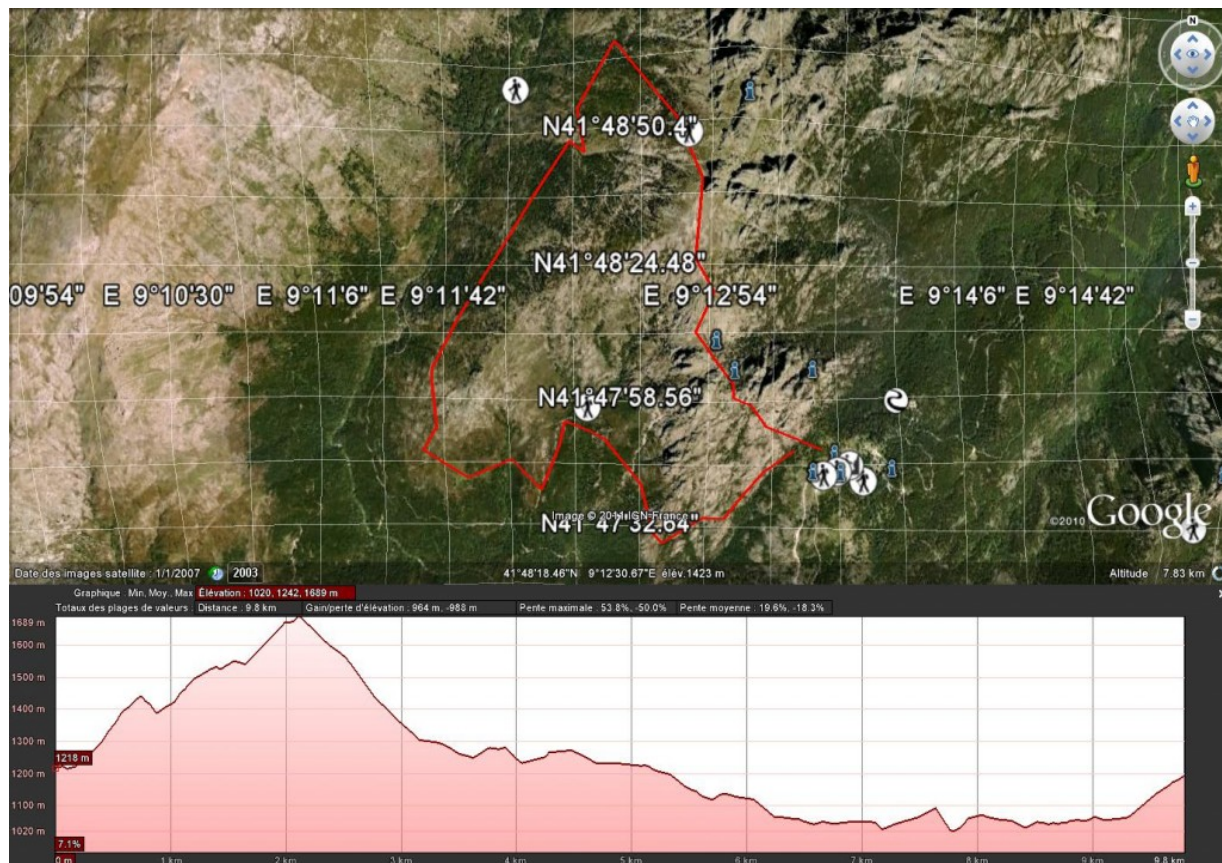 N
N41°48'50.4"
N41°48'24.48"
09'54" E 9°10'30" E 9°11'6" E 9°11'42" E 9°12'54" E 9°14'6" E 9°14'42"
N41°47'58.56"
Image © 2011 IGN France
N41°47'32.64"
©2010 Google
Date des images satellite : 1/1/2007 2003 41°48'18.46"N 9°12'30.67"E élév. 1423 m Altitude 7.83 km
Graphique : Min, Moy., Max Élévation : 1020, 1242, 1689 m
Totaux des plages de valeurs : Distance : 9.8 km Gain/perte d'élévation : 964 m, -988 m Pente maximale : 53.8%, -50.0% Pente moyenne : 19.6%, -18.3%
1689 m
1600 m
1500 m
1400 m
1300 m
1218 m
1200 m
1100 m
1020 m
7.1%
0 m 1 km 2 km 3 km 4 km 5 km 6 km 7 km 8 km 9 km 9.8 km